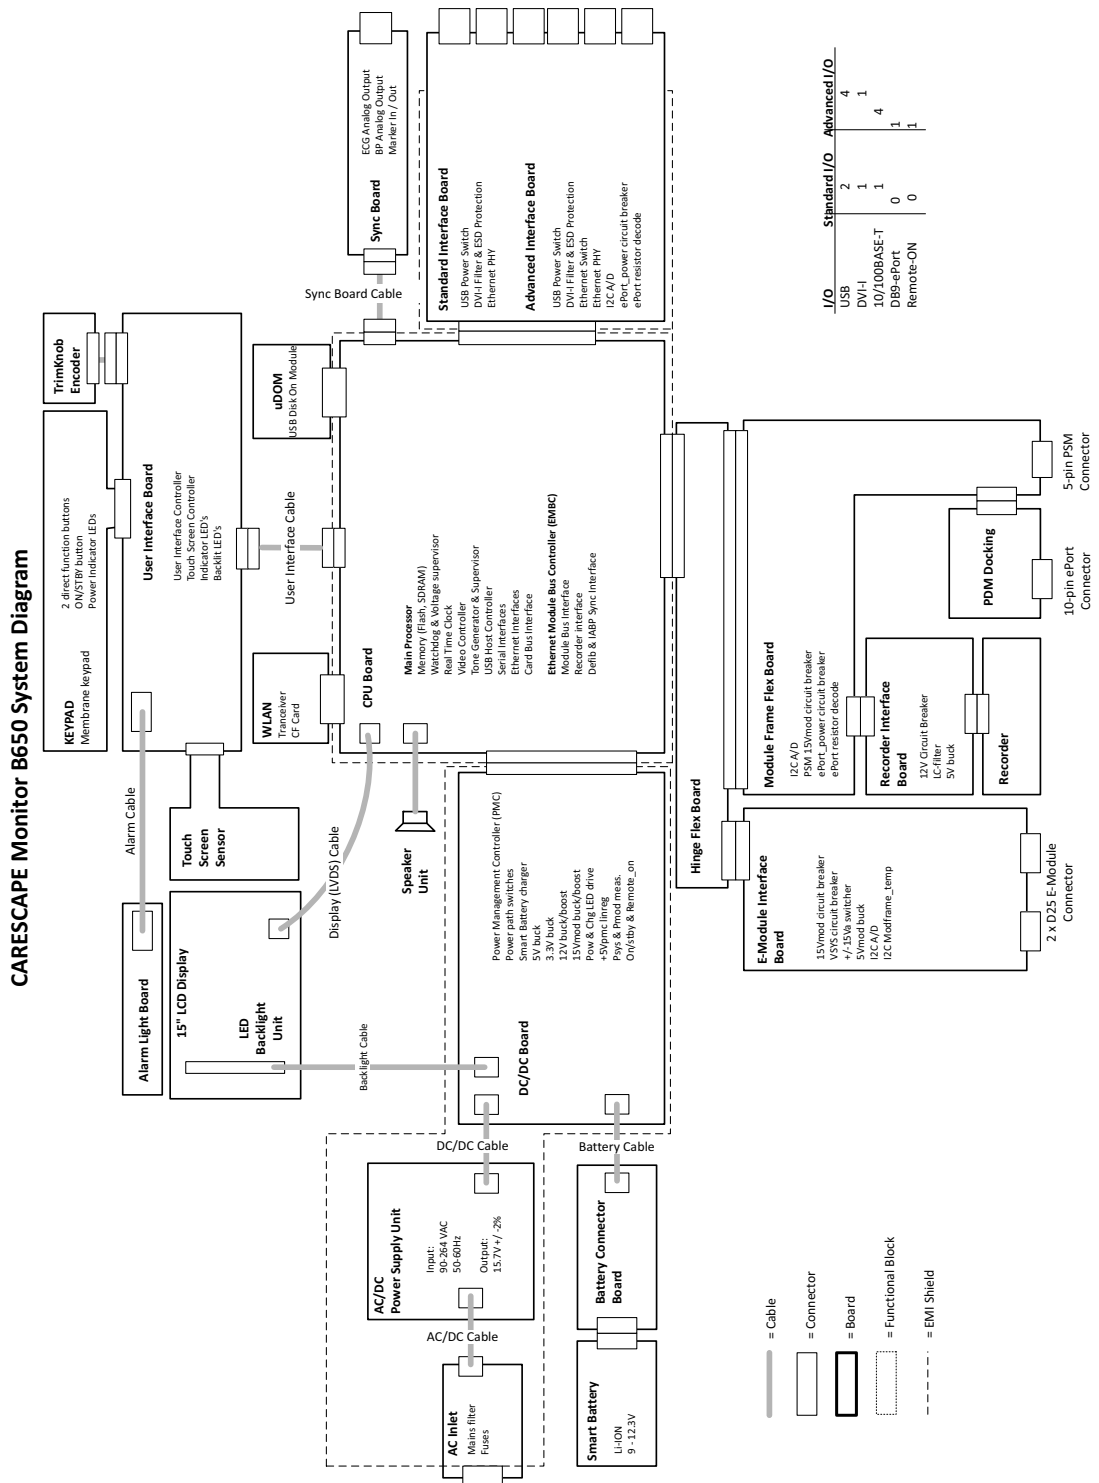 CARESCAPE Monitor B650 System Diagram
Alarm Light Board
Alarm Cable
KEYPAD
Membrane keypad
2 direct function buttons
ON/STBY button
Power Indicator LEDs
TrimKnob
Encoder
15" LCD Display
LED
Backlight
Unit
Touch
Screen
Sensor
User Interface Board
User Interface Controller
Touch Screen Controller
Indicator LED's
Backlit LED's
Display (LVDS) Cable
User Interface Cable
WLAN
Tranceiver
CF Card
uDOM
USB Disk On Module
Sync Board Cable
Sync Board
ECG Analog Output
BP Analog Output
Marker In / Out
Backlight Cable
Speaker
Unit
CPU Board
Main Processor
Memory (Flash, SDRAM)
Watchdog & Voltage supervisor
Real Time Clock
Video Controller
Tone Generator & Supervisor
USB Host Controller
Serial Interfaces
Ethernet Interfaces
Card Bus Interface
Ethernet Module Bus Controller (EMBC)
Module Bus Interface
Recorder interface
Defib & IABP Sync Interface
Standard Interface Board
USB Power Switch
DVI-I Filter & ESD Protection
Ethernet PHY
Advanced Interface Board
USB Power Switch
DVI-I Filter & ESD Protection
Ethernet Switch
Ethernet PHY
I2C A/D
ePort_power circuit breaker
ePort resistor decode
AC Inlet
Mains filter
Fuses
AC/DC Cable
AC/DC
Power Supply Unit
Input:
90-264 VAC
50-60Hz
Output:
15.7V +/ -2%
DC/DC Cable
DC/DC Board
Power Management Controller (PMC)
Power path switches
Smart Battery charger
5V buck
3.3V buck
12V buck/boost
15Vmod buck/boost
Pow & Chg LED drive
+5Vpmc linreg
Psys & Pmod meas.
On/stby & Remote_on
Smart Battery
LI-ION
9 - 12.3V
Battery Connector
Board
Battery Cable
Hinge Flex Board
E-Module Interface
Board
15Vmod circuit breaker
VSYS circuit breaker
+/-15Va switcher
5Vmod buck
I2C A/D
I2C Modframe_temp
2 x D25 E-Module
Connector
Module Frame Flex Board
I2C A/D
PSM 15Vmod circuit breaker
ePort_power circuit breaker
ePort resistor decode
Recorder Interface
Board
12V Circuit Breaker
LC-filter
5V buck
Recorder
PDM Docking
10-pin ePort
Connector
5-pin PSM
Connector
I/O Standard I/O Advanced I/O
USB 2 4
DVI-I 1 1
10/100BASE-T 1 4
DB9-ePort 0 1
Remote-ON 0 1
= Cable
= Connector
= Board
= Functional Block
= EMI Shield